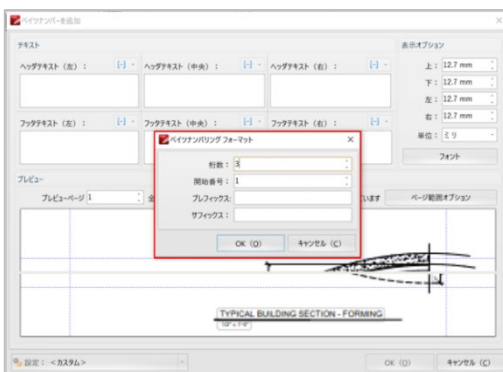 ベイツナンバーを追加
テキスト
ヘッダテキスト（左）：
ヘッダテキスト（中央）：
ヘッダテキスト（右）：
フッタテキスト（左）：
フッタテキスト（中央）：
フッタテキスト（右）：
表示オプション
上： 12.7 mm
下： 12.7 mm
左： 12.7 mm
右： 12.7 mm
単位： ミリ
フォント
ベイツナンバリング フォーマット
桁数： 3
開始番号： 1
プレフィックス:
サフィックス：
OK (O)
キャンセル (C)
プレビュー
プレビューページ 1
全
います
ページ範囲オプション
TYPICAL BUILDING SECTION - FORMING
設定： <カスタム>
OK (O)
キャンセル (C)